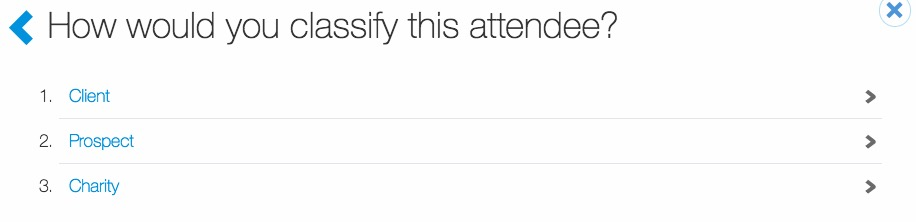 How would you classify this attendee?
1. Client
2. Prospect
3. Charity